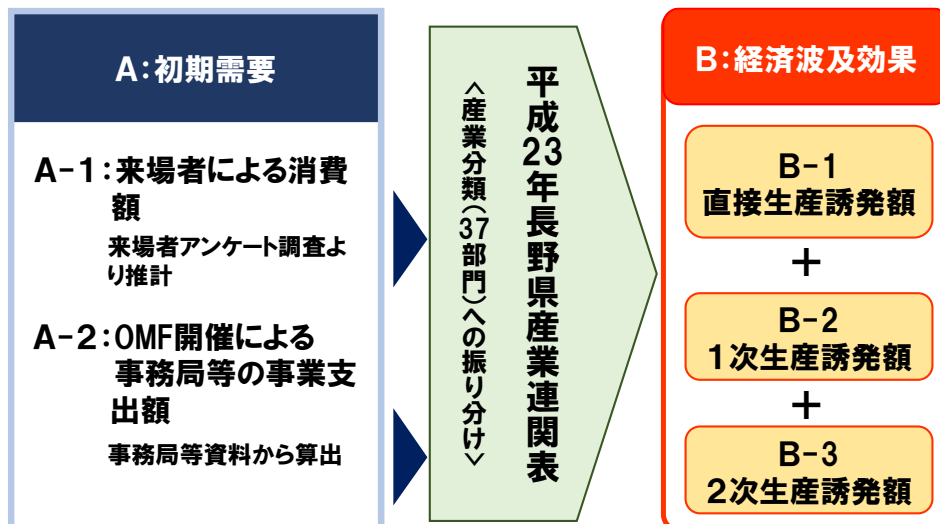 A:初期需要
A-1:来場者による消費
額
来場者アンケート調査よ
り推計
A-2:OMF開催による
事務局等の事業支
出額
事務局等資料から算出
平成23年長野県産業連関表
<産業分類(37部門)への振り分け>
B:経済波及効果
B-1
直接生産誘発額
+
B-2
1次生産誘発額
+
B-3
2次生産誘発額